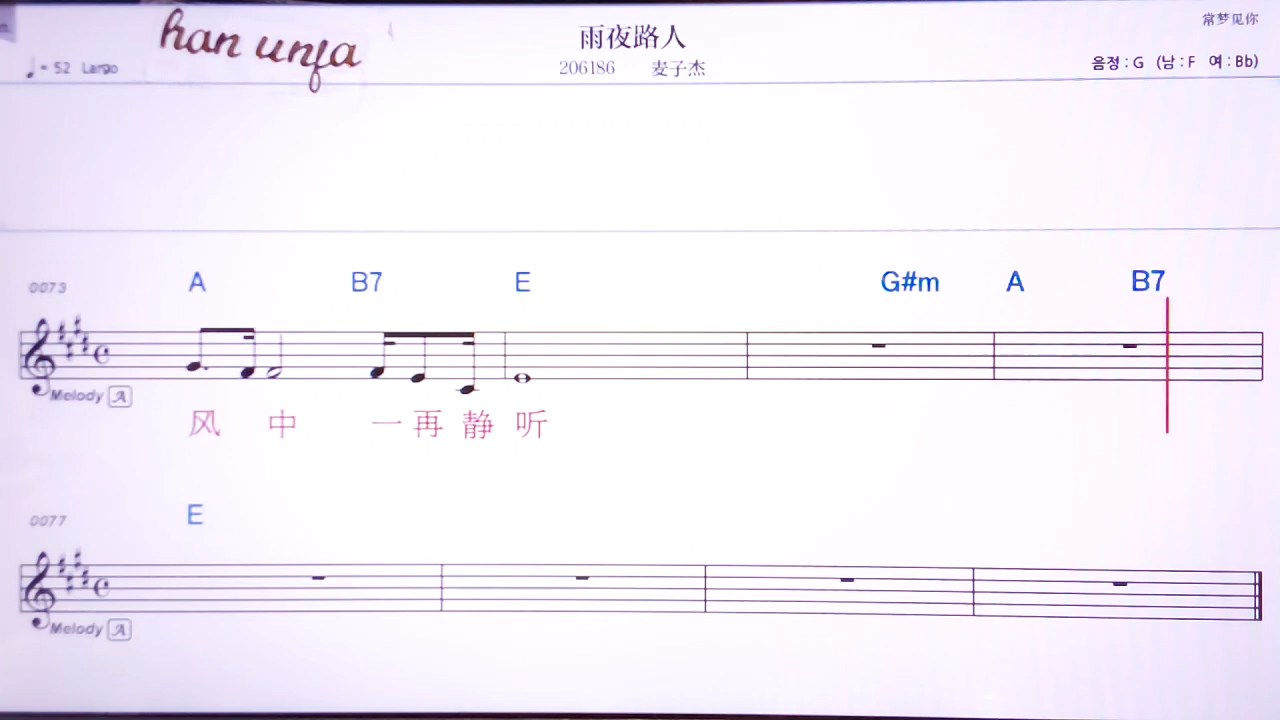 han unfa
雨夜路人
常梦见你
♩= 52 Largo
206186 麦子杰
음정 : G (남 : F 여 : Bb)
0073
A B7 E G#m A B7
Melody A
风 中 一 再 静 听
0077
E
Melody A